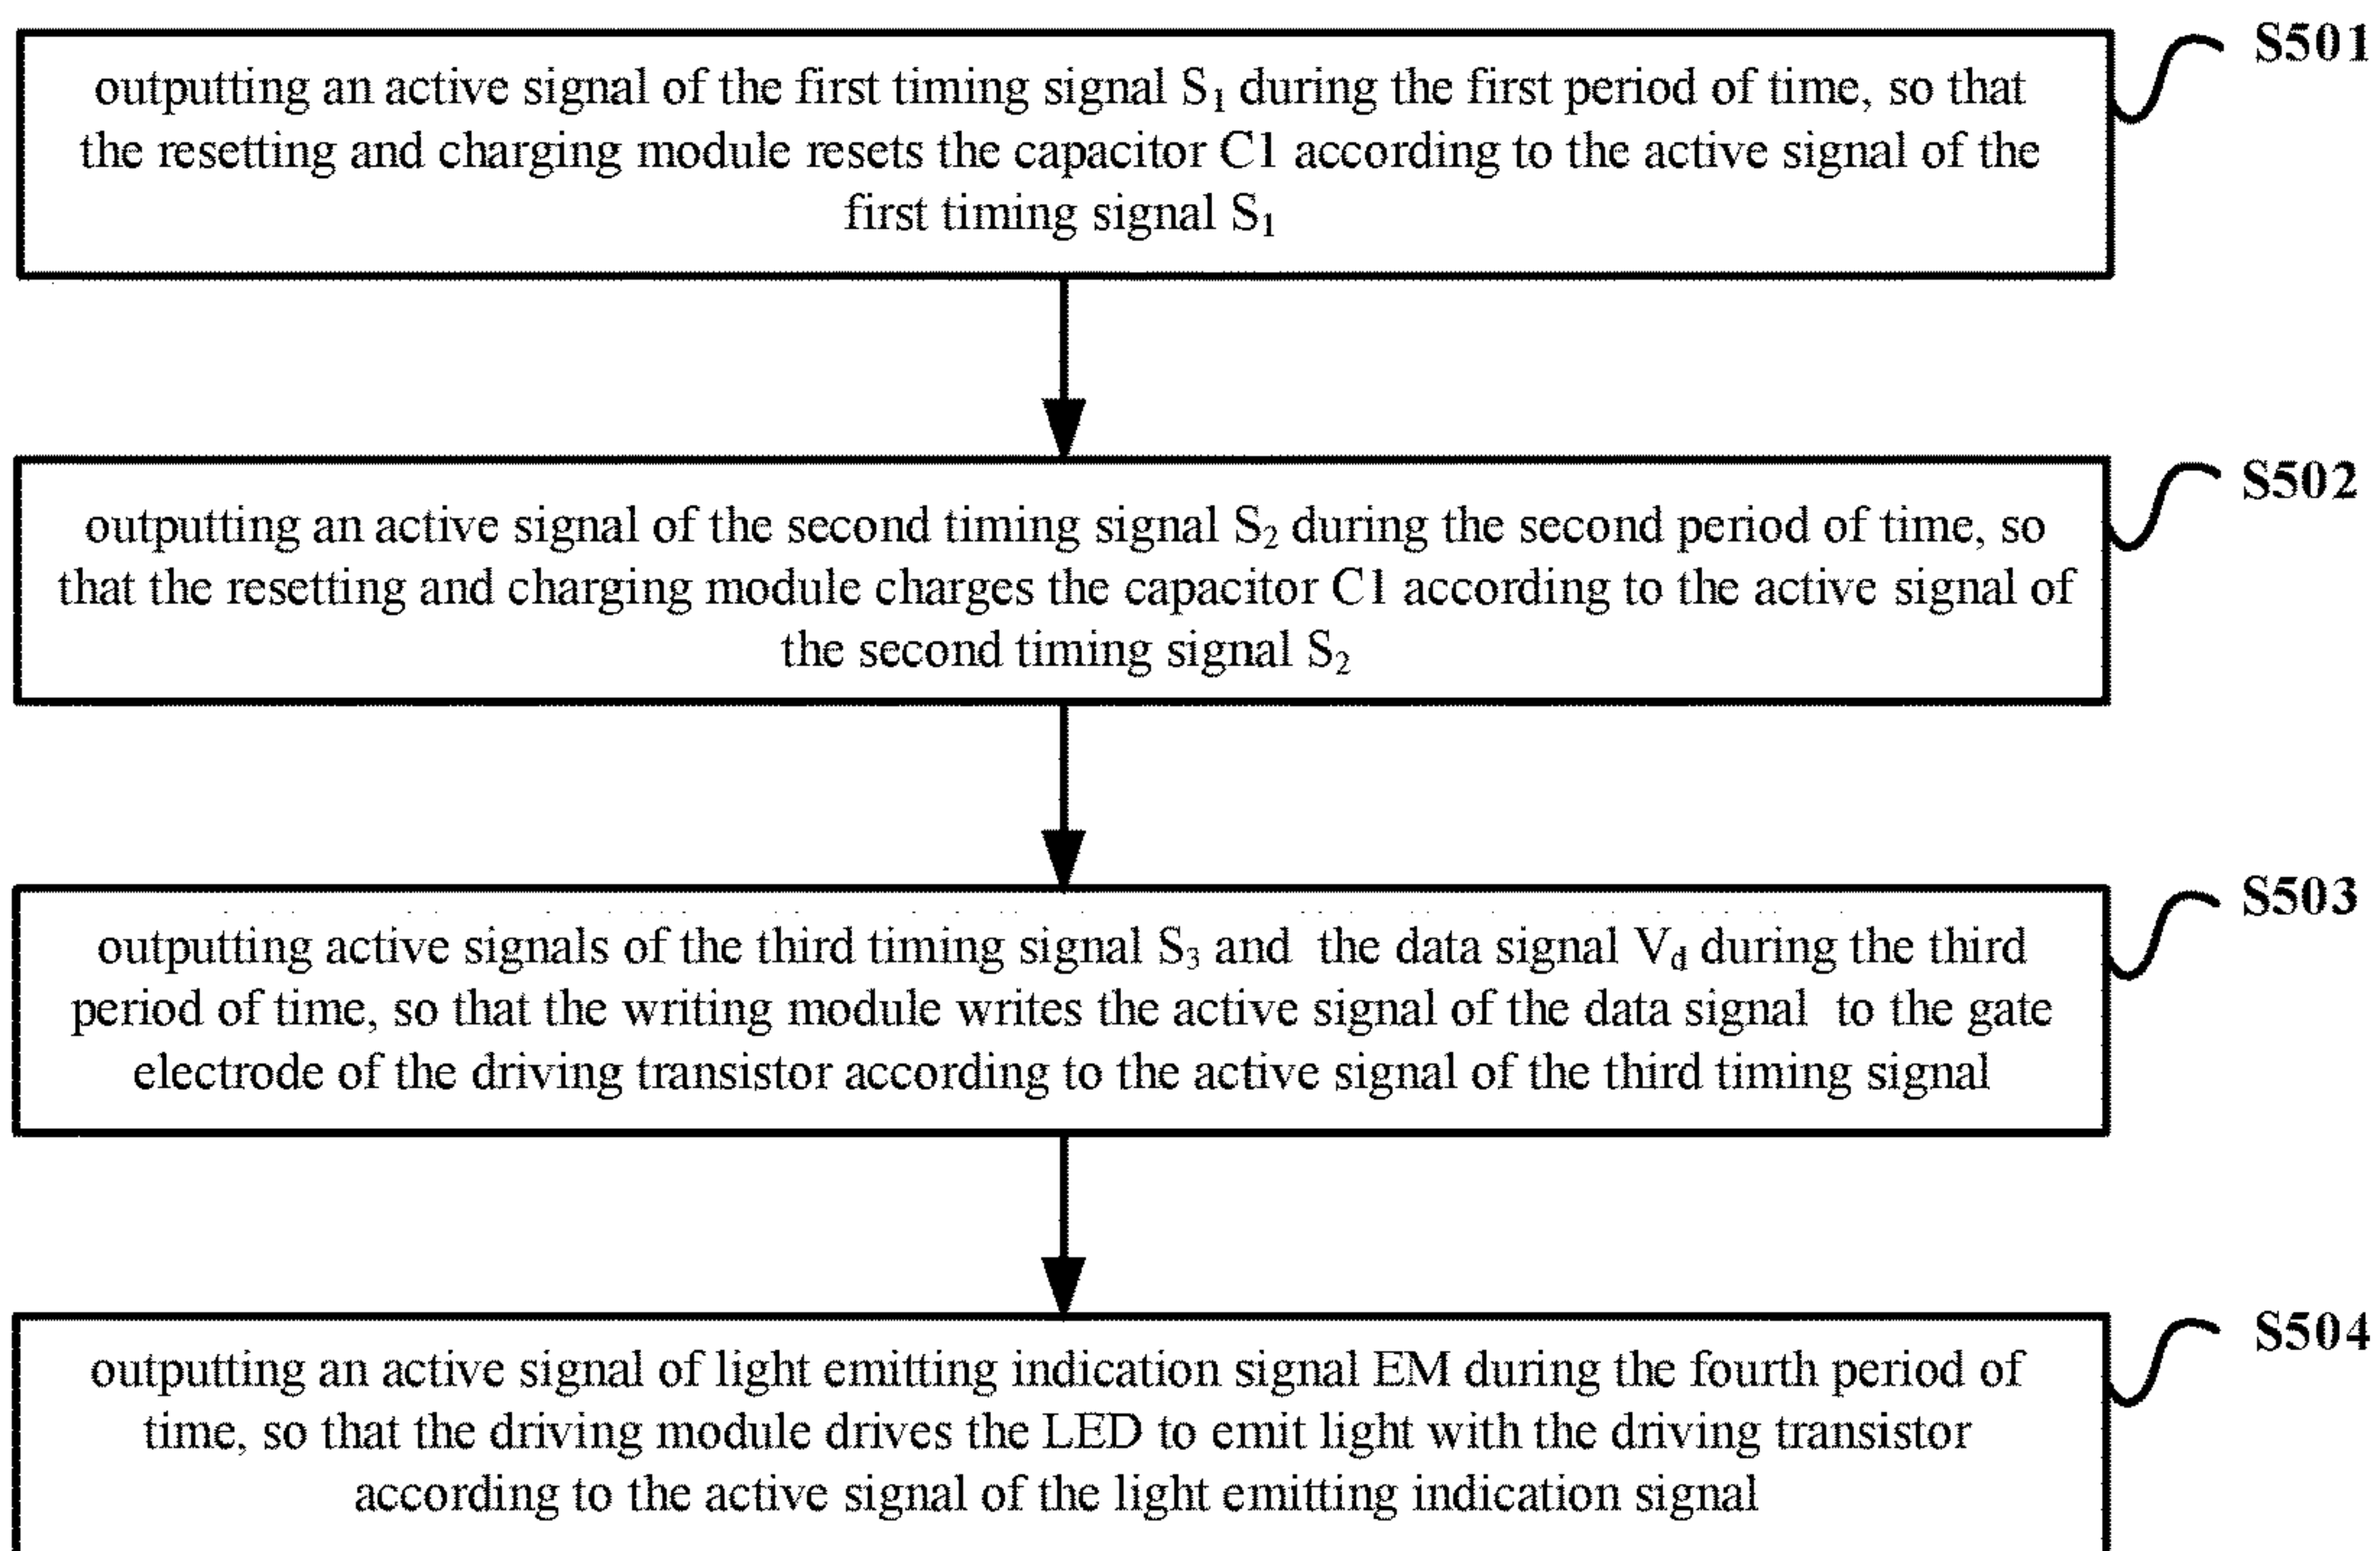 S501
outputting an active signal of the first timing signal S₁ during the first period of time, so that
the resetting and charging module resets the capacitor C1 according to the active signal of the
first timing signal S₁
S502
outputting an active signal of the second timing signal S₂ during the second period of time, so
that the resetting and charging module charges the capacitor C1 according to the active signal of
the second timing signal S₂
S503
outputting active signals of the third timing signal S₃ and the data signal V_d during the third
period of time, so that the writing module writes the active signal of the data signal to the gate
electrode of the driving transistor according to the active signal of the third timing signal
S504
outputting an active signal of light emitting indication signal EM during the fourth period of
time, so that the driving module drives the LED to emit light with the driving transistor
according to the active signal of the light emitting indication signal